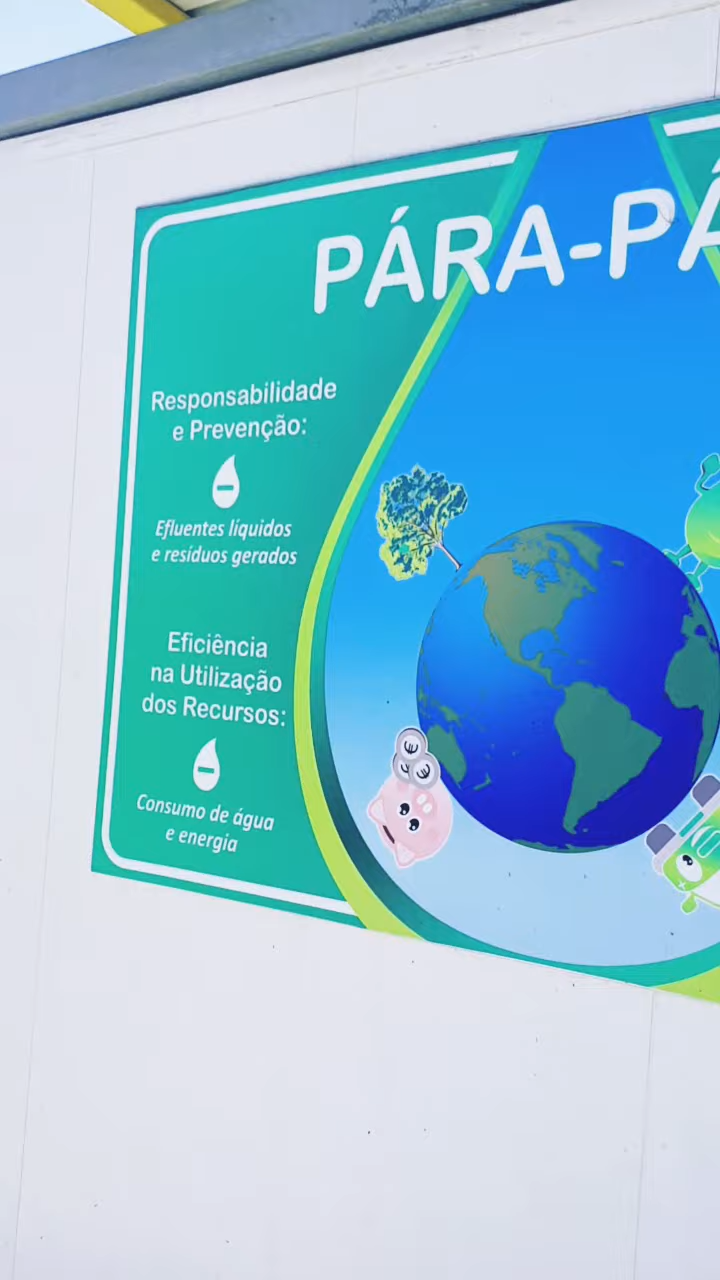 PÁRA-PÁ
Responsabilidade
e Prevenção:
Efluentes líquidos
e resíduos gerados
Eficiência
na Utilização
dos Recursos:
Consumo de água
e energia